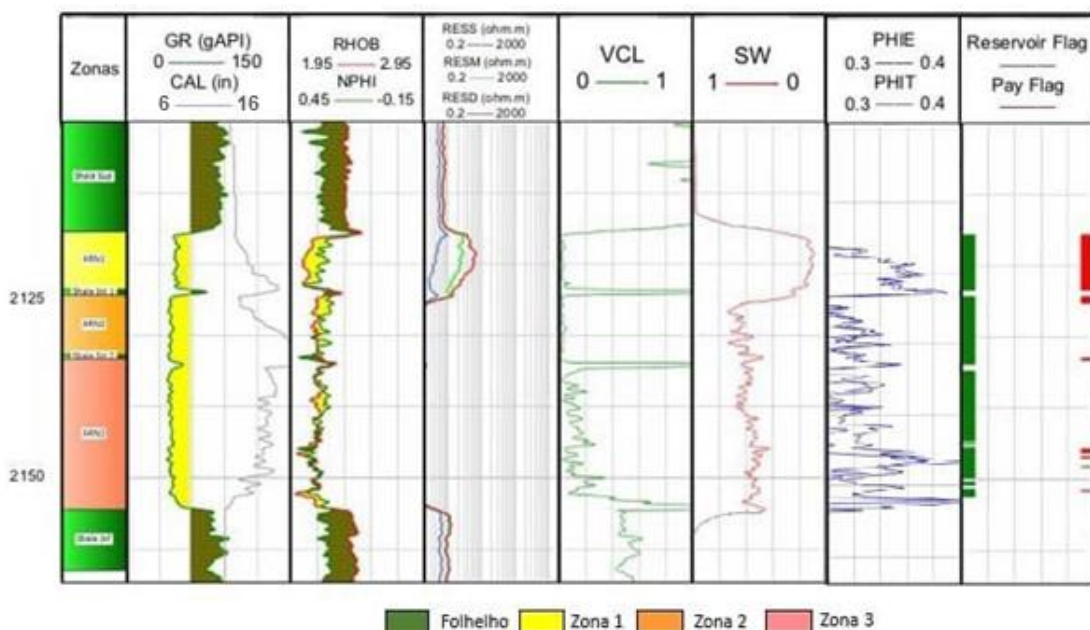 Zonas
GR (gAPI)
0 150
CAL (in)
6 16
RHOB
1.95 2.95
NPHI
0.45 -0.15
RESS (ohm.m)
0.2 2000
RESM (ohm.m)
0.2 2000
RESD (ohm.m)
0.2 2000
VCL
0 1
SW
1 0
PHIE
0.3 0.4
PHIT
0.3 0.4
Reservoir Flag
Pay Flag
2125
2150
Folhelho Zona 1 Zona 2 Zona 3